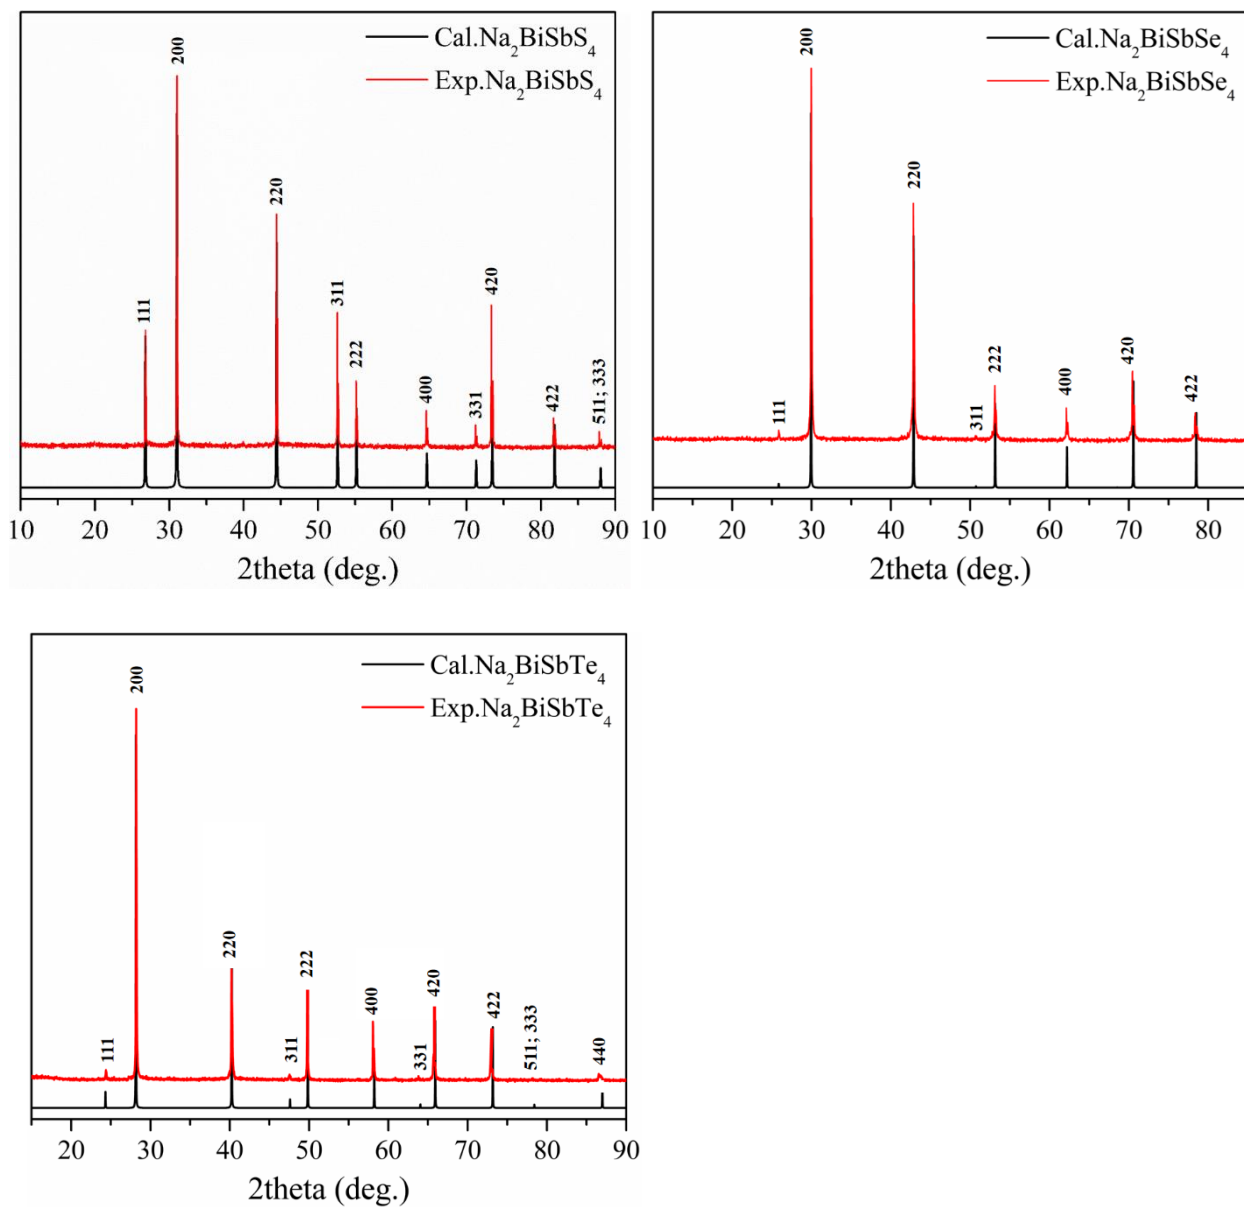 Cal.Na₂BiSbS₄
Exp.Na₂BiSbS₄
111
200
220
311
222
400
331
420
422
511; 333
10 20 30 40 50 60 70 80 90
2theta (deg.)
Cal.Na₂BiSbSe₄
Exp.Na₂BiSbSe₄
111
200
220
311
222
400
420
422
10 20 30 40 50 60 70 80
2theta (deg.)
Cal.Na₂BiSbTe₄
Exp.Na₂BiSbTe₄
111
200
220
311
222
400
331
420
422
511; 333
440
20 30 40 50 60 70 80 90
2theta (deg.)